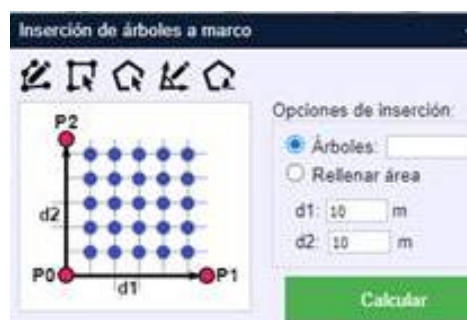 Inserción de árboles a marco
P2
d2
P0
d1
P1
Opciones de inserción:
Árboles:
Rellenar área
d1: 10 m
d2: 10 m
Calcular